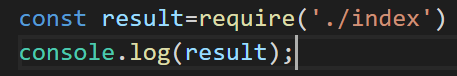 const result=require('./index')
console.log(result);